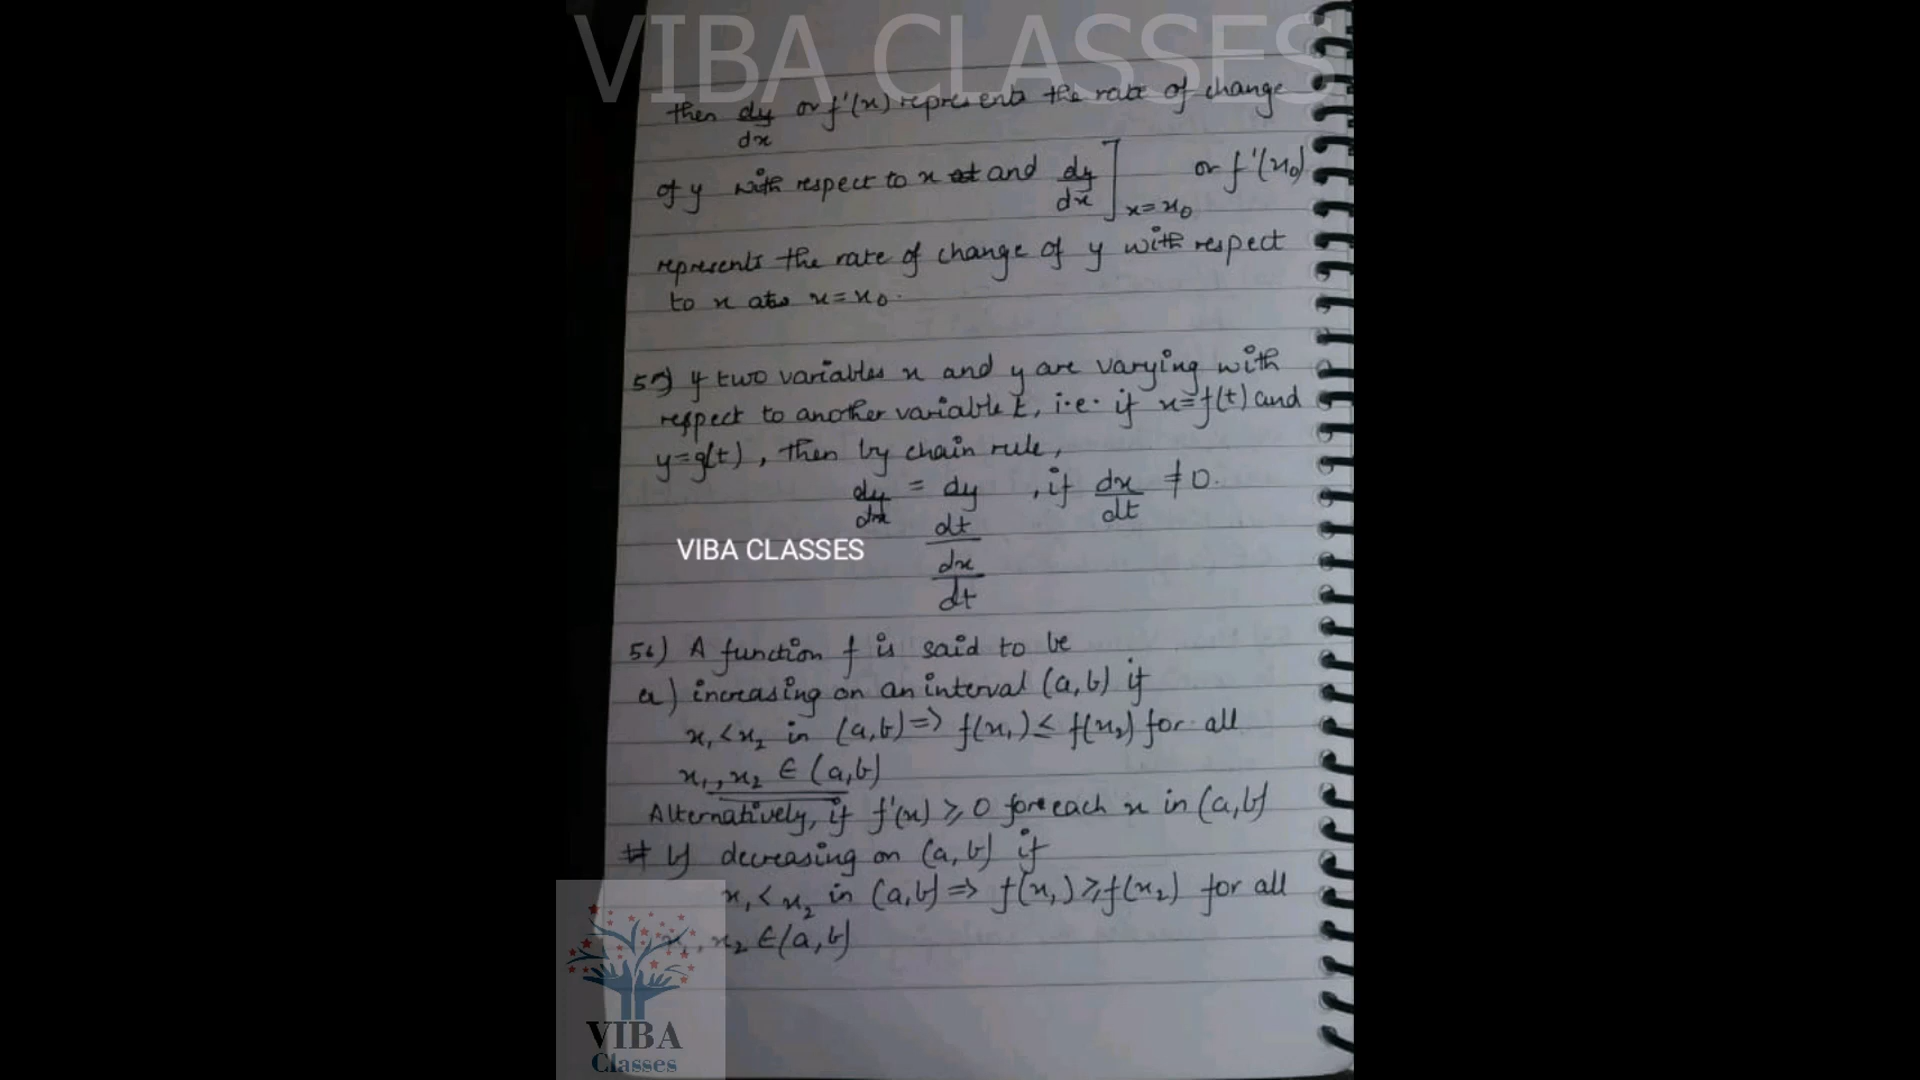 VIBA CLASSES
then dy/dx or f'(x) represents the rate of change
of y with respect to x and dy/dx]x=x0 or f'(x0)
represents the rate of change of y with respect
to x at x=x0.
55) If two variables x and y are varying with
respect to another variable t, i.e. if x=f(t) and
y=g(t), then by chain rule,
dy/dx = dy/dt / dx/dt , if dx/dt ≠ 0.
VIBA CLASSES
56) A function f is said to be
a) increasing on an interval (a,b) if
x1<x2 in (a,b) => f(x1) ≤ f(x2) for all
x1, x2 ∈ (a,b)
Alternatively, if f'(x) ≥ 0 for each x in (a,b)
# decreasing on (a,b) if
x1<x2 in (a,b) => f(x1) ≥ f(x2) for all
x1, x2 ∈ (a,b)
VIBA
Classes